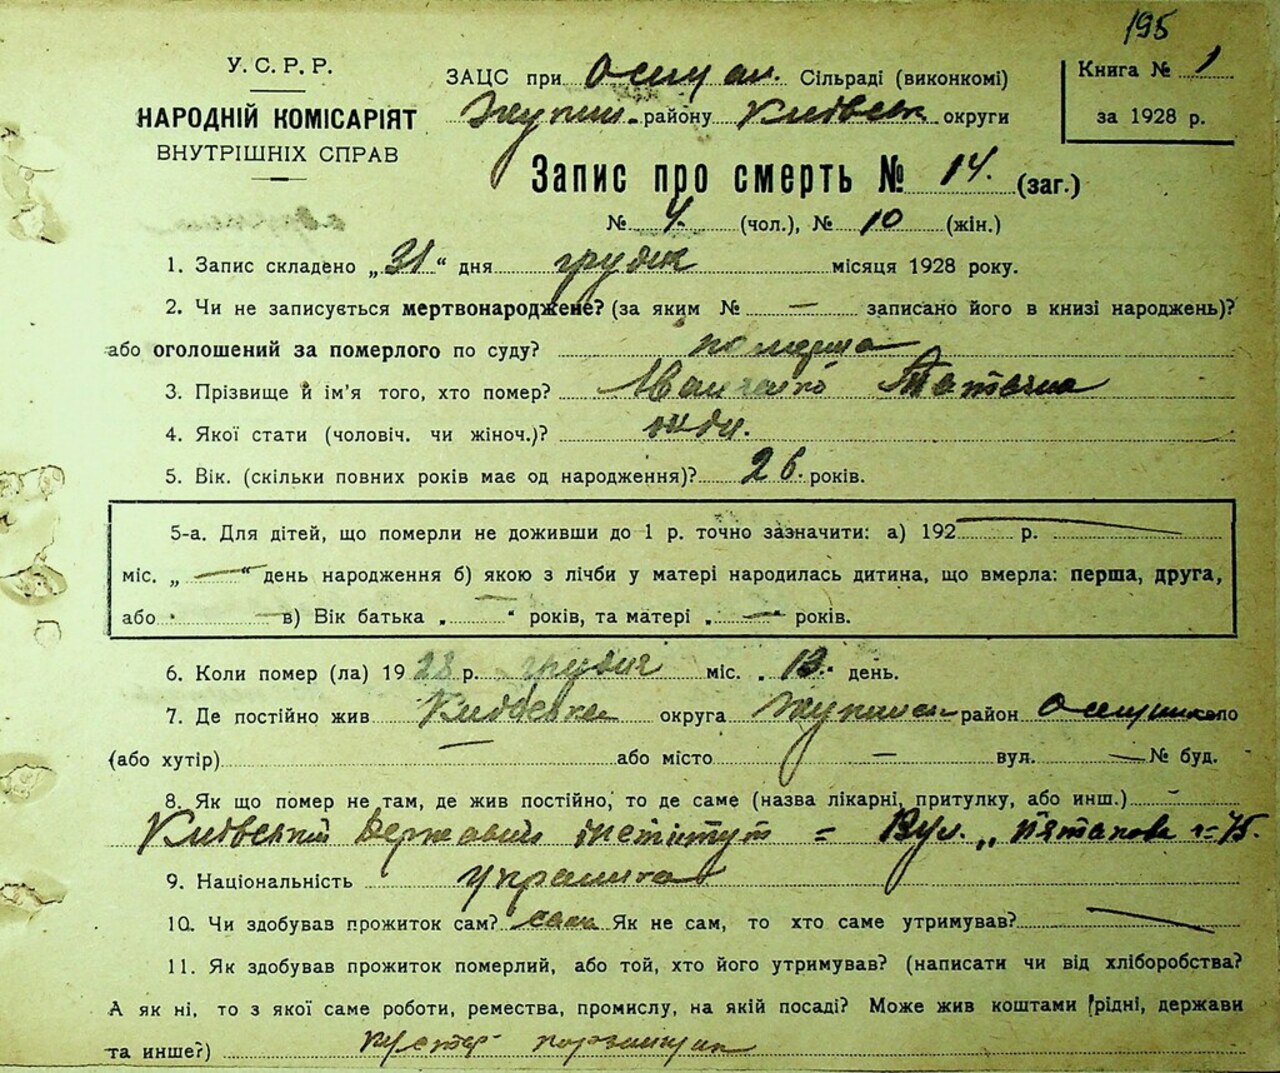 195
У. С. Р. Р.
НАРОДНІЙ КОМІСАРІЯТ
ВНУТРІШНІХ СПРАВ
ЗАЦС при Сільраді (виконкомі)
району Київськ округи
Книга № 1
за 1928 р.
Запис про смерть № 14. (заг.)
№ 4. (чол.), № 10 (жін.)
1. Запис складено „31“ дня грудня місяця 1928 року.
2. Чи не записується мертвонароджене? (за яким № — записано його в книзі народжень)?
або оголошений за померлого по суду? померша
3. Прізвище й ім'я того, хто помер? Тетяна
4. Якої стати (чоловіч. чи жіноч.)?
5. Вік. (скільки повних років має од народження)? 26. років.
5-а. Для дітей, що померли не доживши до 1 р. точно зазначити: а) 192 — р.
міс. „ — “ день народження б) якою з лічби у матері народилась дитина, що вмерла: перша, друга,
або — в) Вік батька „ — “ років, та матері „ — “ років.
6. Коли помер (ла) 1928 р. грудня міс. „ 13. “ день.
7. Де постійно жив Київська округа район село
(або хутір) — або місто — вул. — № буд.
8. Як що помер не там, де жив постійно, то де саме (назва лікарні, притулку, або инш.)
Київський Державний інститут = Вул. „ Пятакова №=75.
9. Національність Українка
10. Чи здобував прожиток сам? сама Як не сам, то хто саме утримував? —
11. Як здобував прожиток померлий, або той, хто його утримував? (написати чи від хліборобства?
А як ні, то з якої саме роботи, ремества, промислу, на якій посаді? Може жив коштами рідні, держави
та инше?)